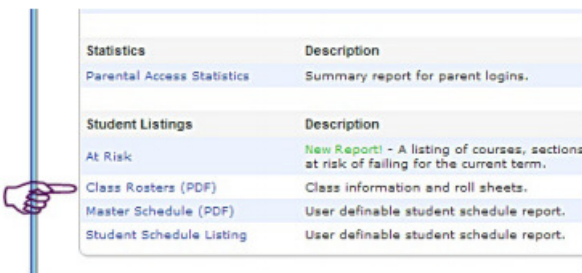 Statistics Description
Parental Access Statistics Summary report for parent logins.
Student Listings Description
At Risk New Report! - A listing of courses, sections
at risk of failing for the current term.
Class Rosters (PDF) Class information and roll sheets.
Master Schedule (PDF) User definable student schedule report.
Student Schedule Listing User definable student schedule report.